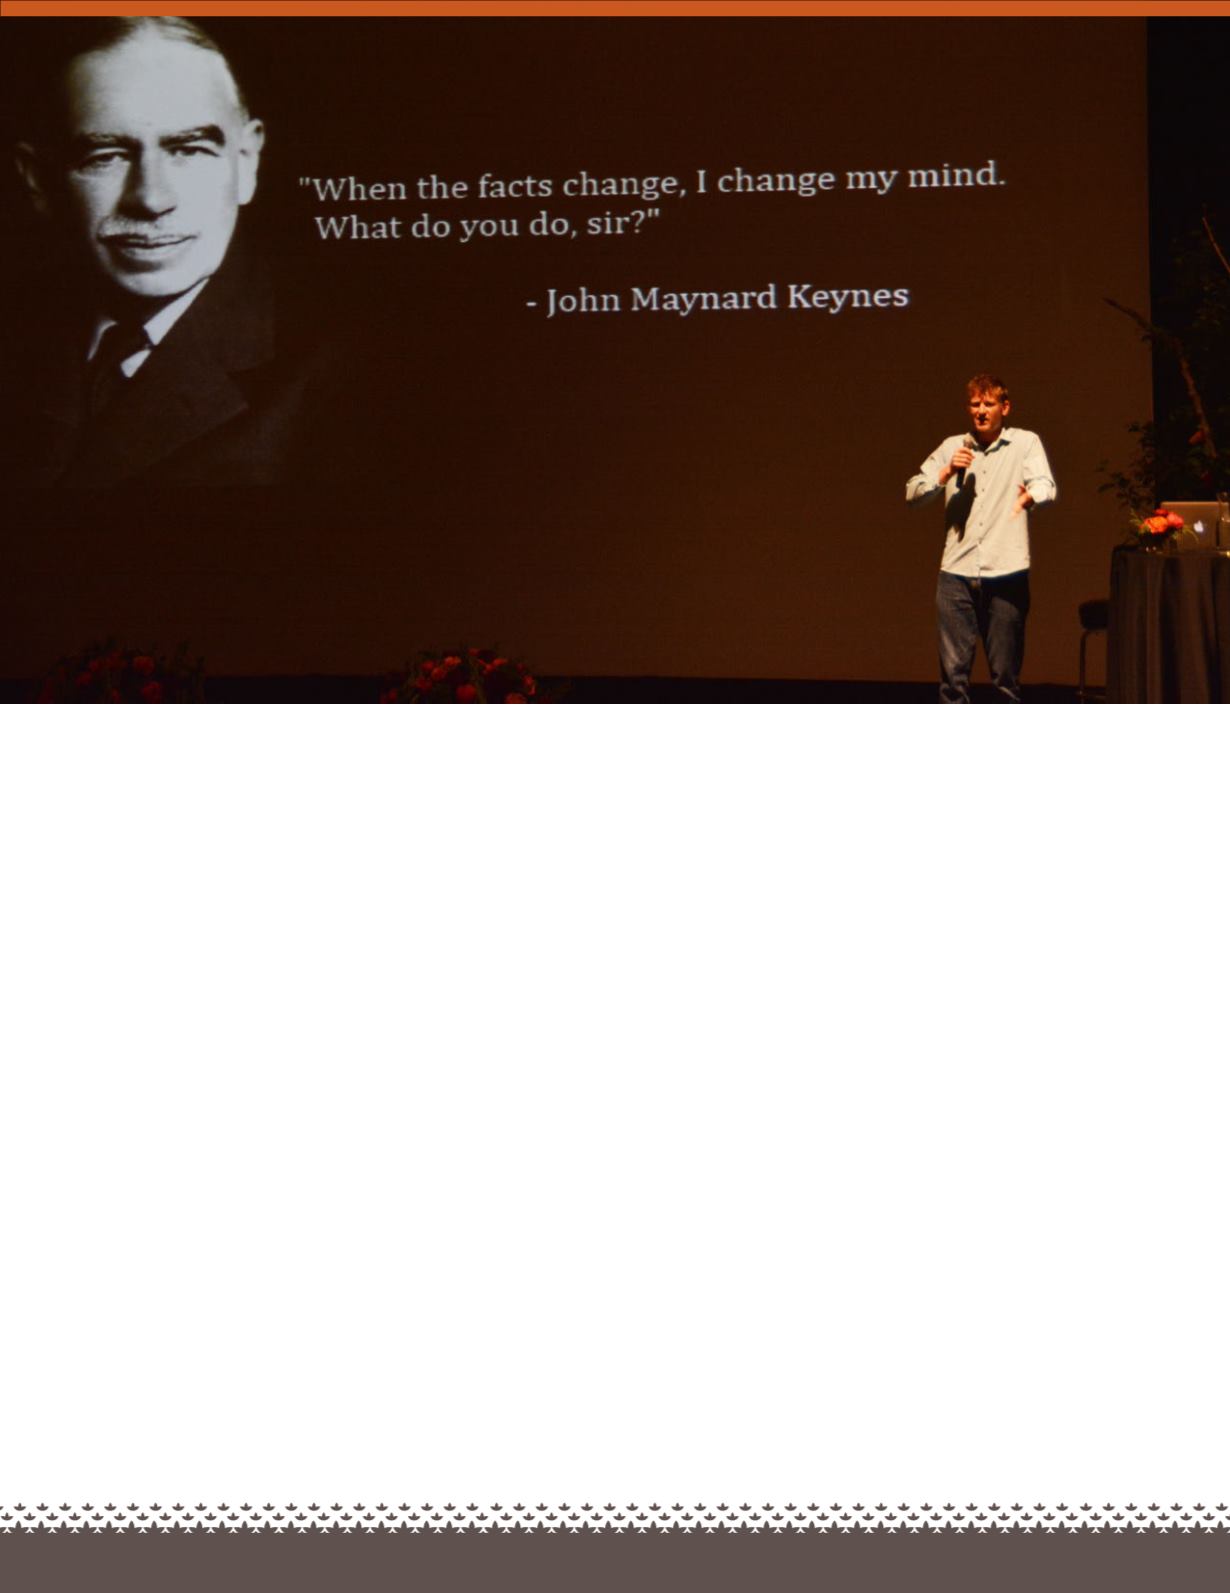 "When the facts change, I change my mind.
What do you do, sir?"
- John Maynard Keynes